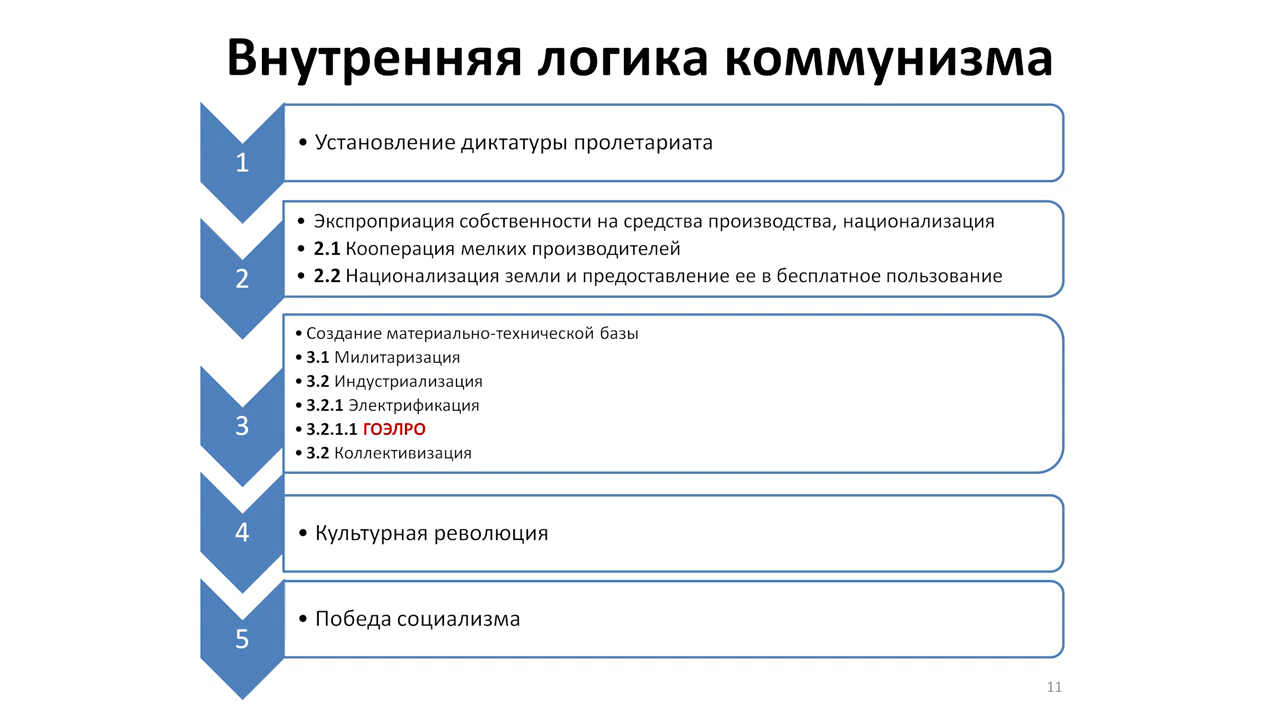 Внутренняя логика коммунизма
1
• Установление диктатуры пролетариата
2
• Экспроприация собственности на средства производства, национализация
• 2.1 Кооперация мелких производителей
• 2.2 Национализация земли и предоставление ее в бесплатное пользование
3
• Создание материально-технической базы
• 3.1 Милитаризация
• 3.2 Индустриализация
• 3.2.1 Электрификация
• 3.2.1.1 ГОЭЛРО
• 3.2 Коллективизация
4
• Культурная революция
5
• Победа социализма
11